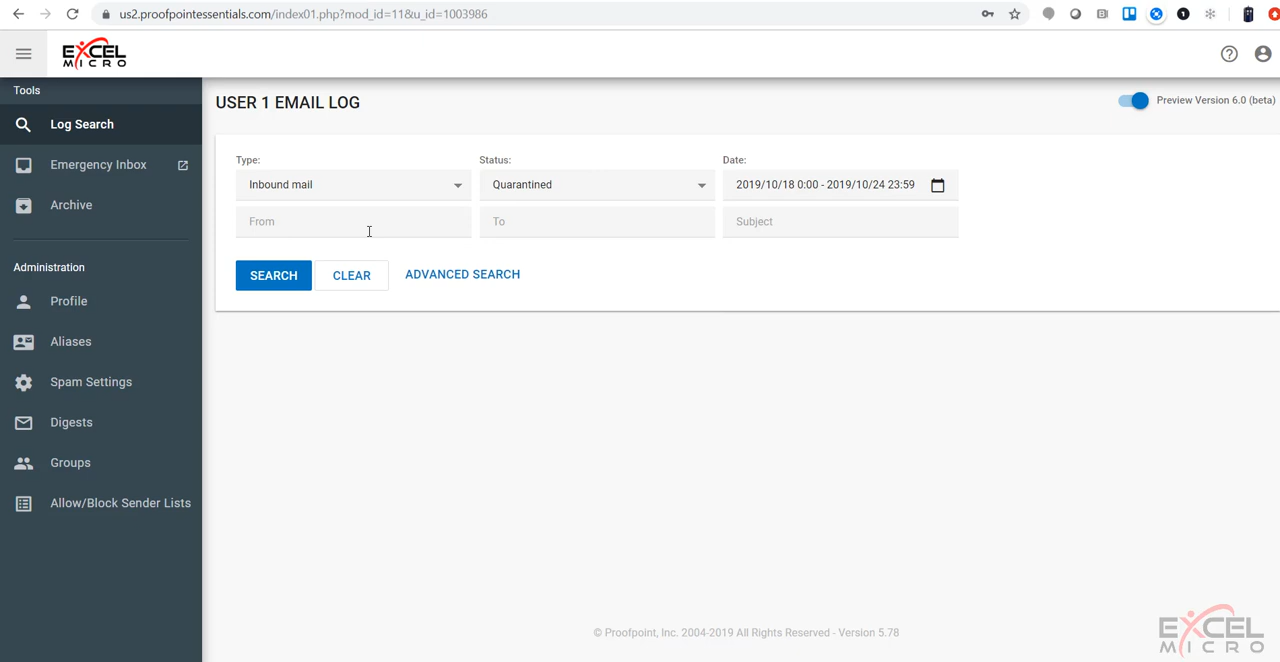 us2.proofpointessentials.com/index01.php?mod_id=11&u_id=1003986
EXCEL
MICRO
Tools
Log Search
Emergency Inbox
Archive
Administration
Profile
Aliases
Spam Settings
Digests
Groups
Allow/Block Sender Lists
USER 1 EMAIL LOG
Preview Version 6.0 (beta)
Type: Status: Date:
Inbound mail Quarantined 2019/10/18 0:00 - 2019/10/24 23:59
From To Subject
SEARCH CLEAR ADVANCED SEARCH
© Proofpoint, Inc. 2004-2019 All Rights Reserved - Version 5.78
EXCEL
MICRO